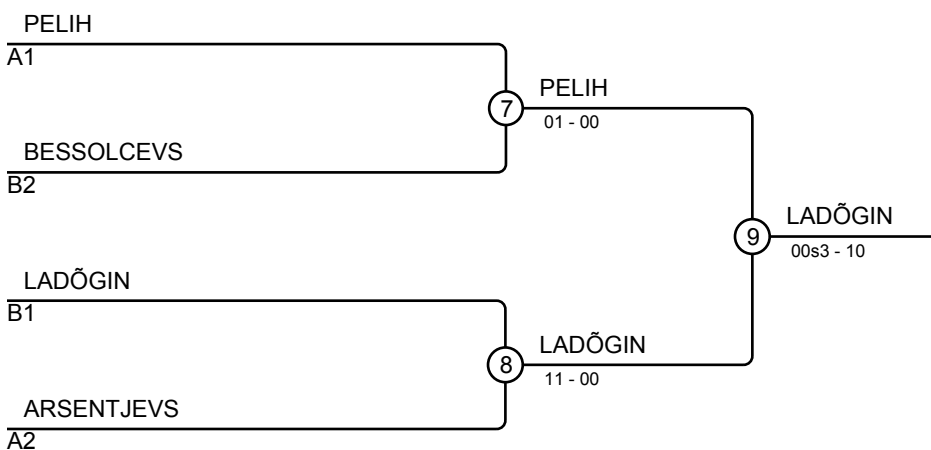 PELIH
A1
7
PELIH
01 - 00
BESSOLCEVS
B2
9
LADÕGIN
00s3 - 10
LADÕGIN
B1
8
LADÕGIN
11 - 00
ARSENTJEVS
A2